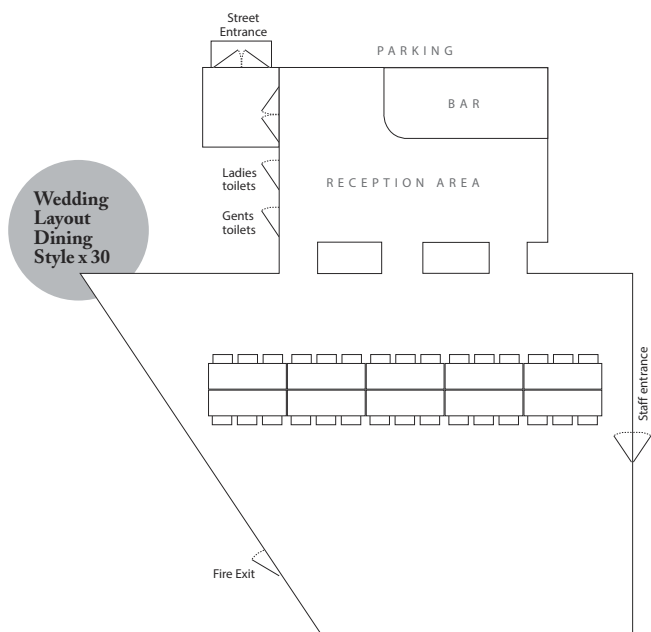 Street
Entrance
PARKING
BAR
Ladies
toilets
RECEPTION AREA
Gents
toilets
Wedding
Layout
Dining
Style x 30
Staff entrance
Fire Exit